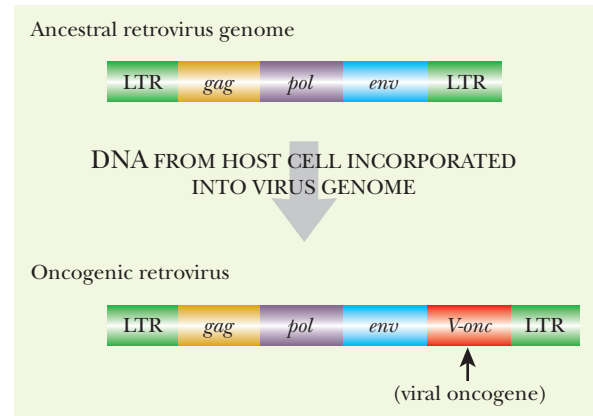 Ancestral retrovirus genome
LTR gag pol env LTR
DNA FROM HOST CELL INCORPORATED
INTO VIRUS GENOME
Oncogenic retrovirus
LTR gag pol env V-onc LTR
(viral oncogene)